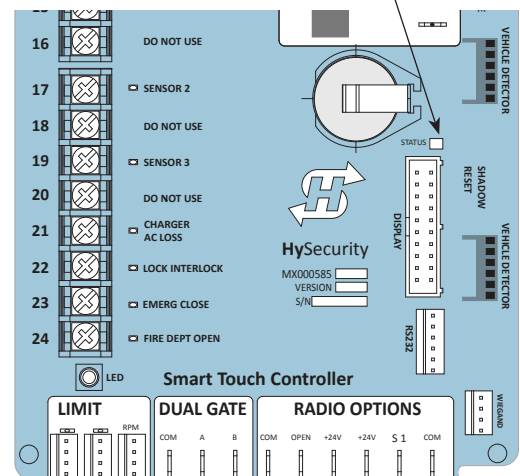 16 DO NOT USE
17 SENSOR 2
18 DO NOT USE
19 SENSOR 3
20 DO NOT USE
21 CHARGER
AC LOSS
22 LOCK INTERLOCK
23 EMERG CLOSE
24 FIRE DEPT OPEN
LED
VEHICLE DETECTOR
STATUS
SHADOW
RESET
DISPLAY
VEHICLE DETECTOR
H
HySecurity
MX000585
VERSION
S/N
RS232
WIEGAND
Smart Touch Controller
LIMIT
RPM
DUAL GATE
COM A B
RADIO OPTIONS
COM OPEN +24V +24V S 1 COM